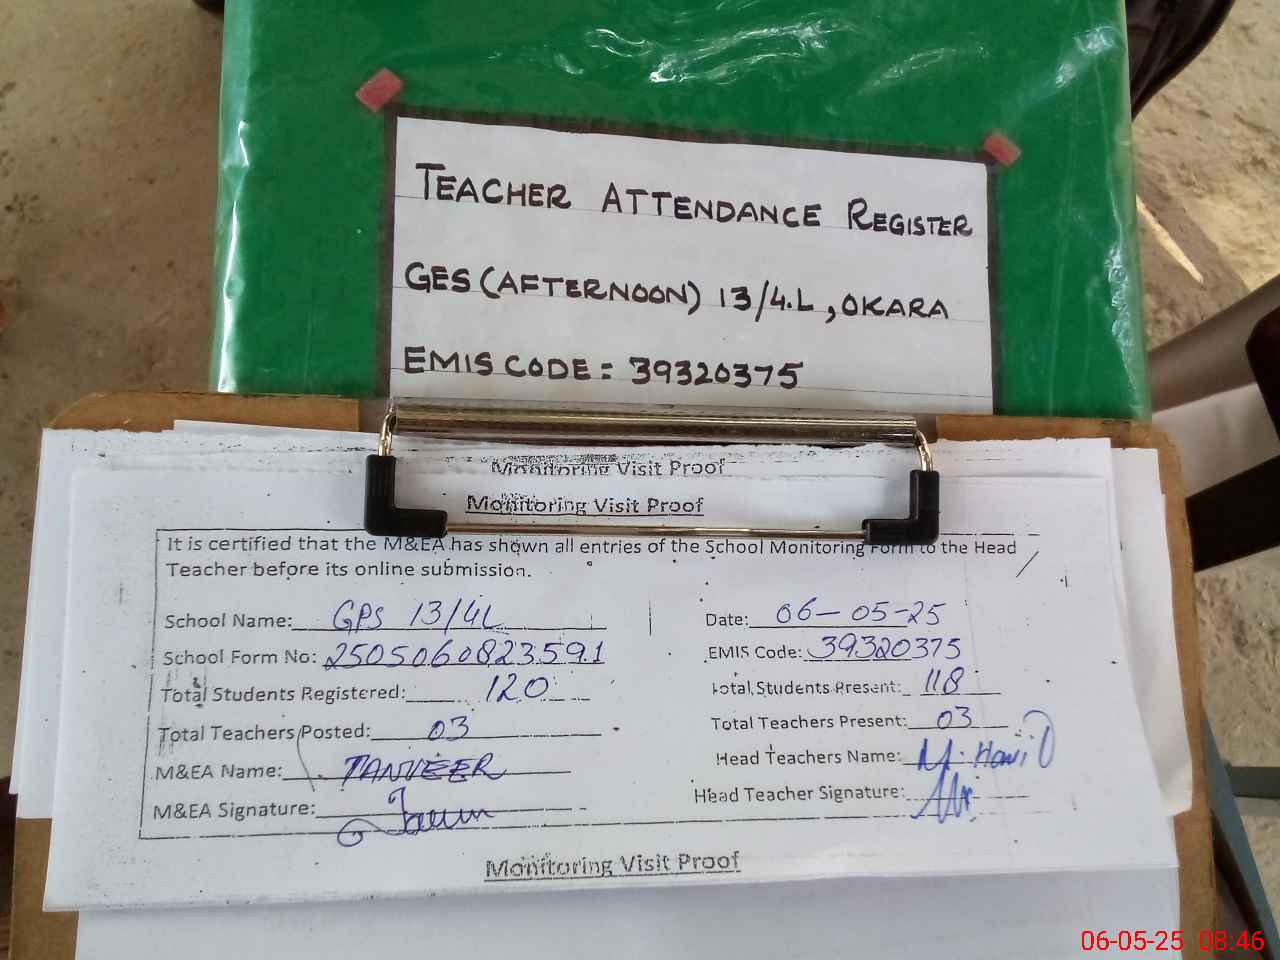 TEACHER ATTENDANCE REGISTER
GES (AFTERNOON) 13/4.L, OKARA
EMIS CODE = 39320375
Monitoring Visit Proof
Monitoring Visit Proof
It is certified that the M&EA has shown all entries of the School Monitoring Form to the Head
Teacher before its online submission.
School Name: GPS 13/4L
Date: 06-05-25
School Form No: 2505060823591
EMIS Code: 39320375
Total Students Registered: 120
Total Students Present: 118
Total Teachers Posted: 03
Total Teachers Present: 03
M&EA Name: TANVEER
Head Teachers Name: M.
M&EA Signature:
Head Teacher Signature:
Monitoring Visit Proof
06-05-25 08:46